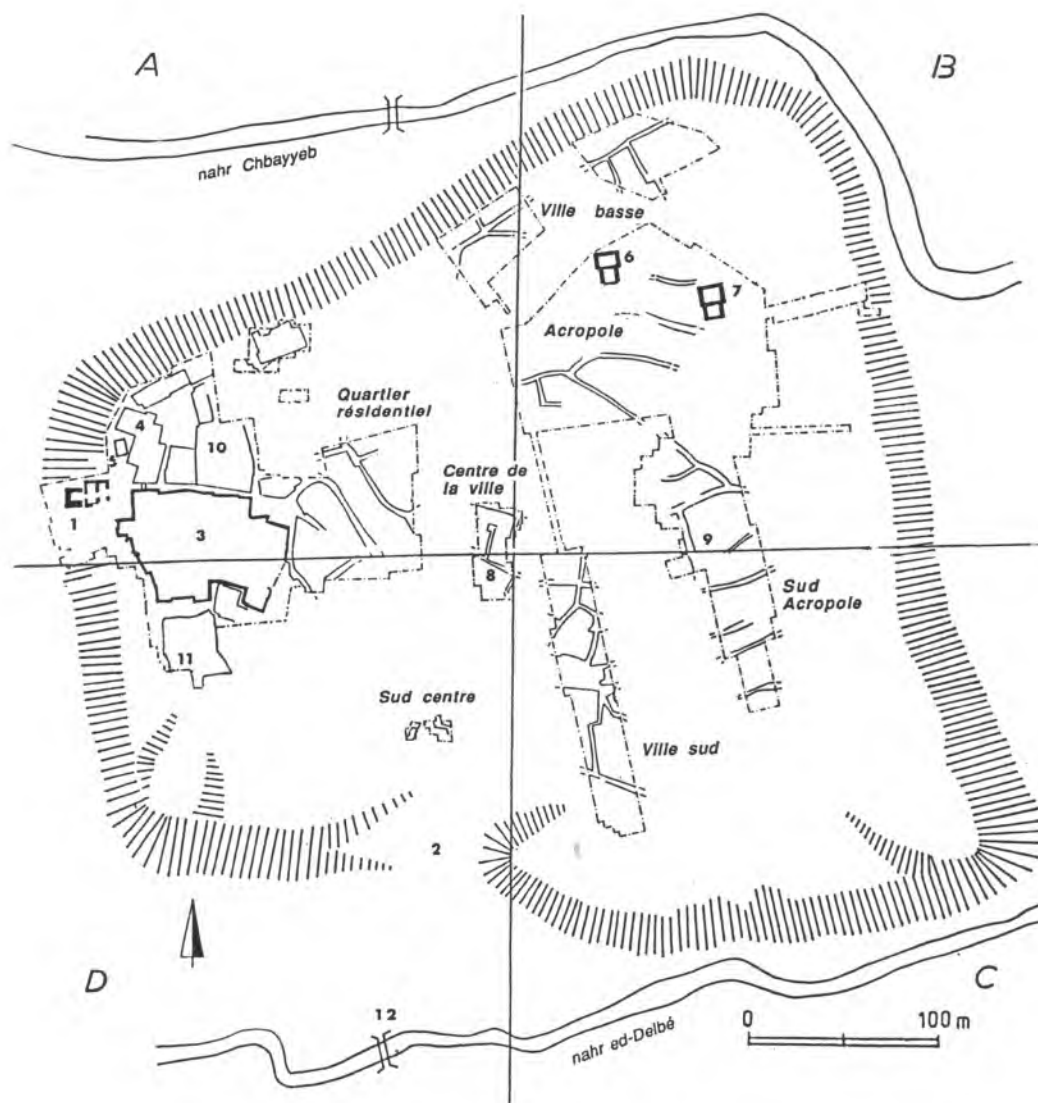 A
B
nahr Chbayyeb
Ville basse
6
7
Acropole
Quartier
résidentiel
4
10
Centre de
la ville
5
1
3
9
8
Sud
Acropole
11
Sud centre
Ville sud
2
D
C
12
0
100 m
nahr ed-Delbé